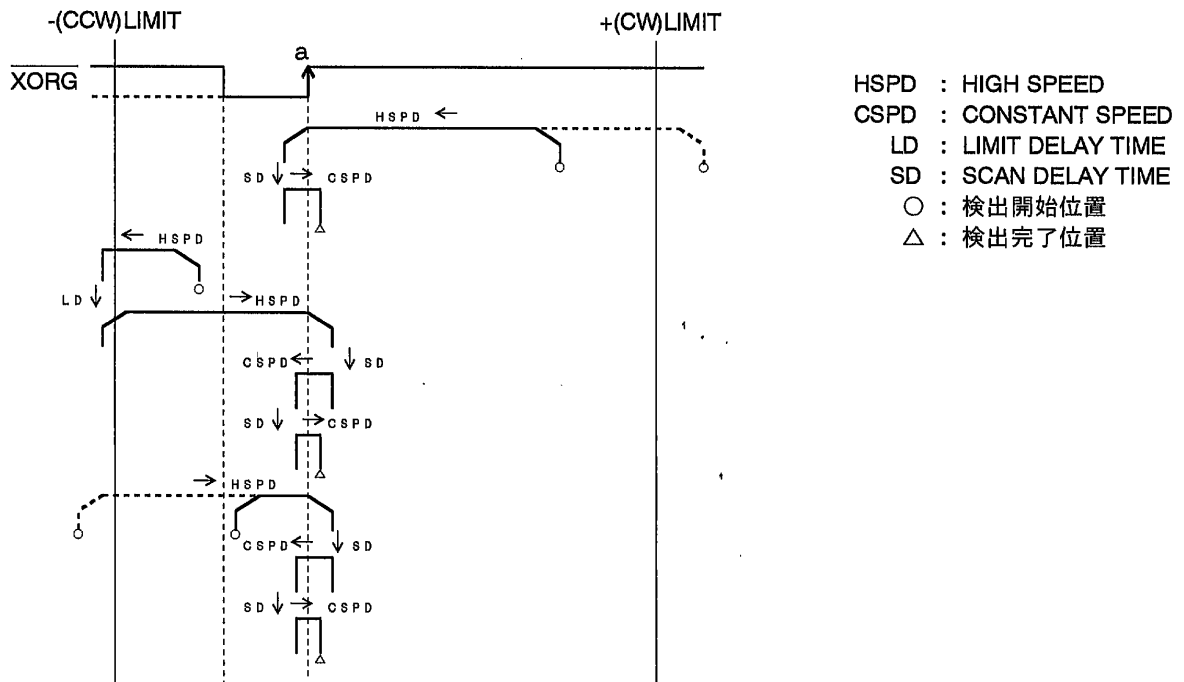 -(CCW)LIMIT
+(CW)LIMIT
a
XORG
HSPD ←
HSPD : HIGH SPEED
CSPD : CONSTANT SPEED
LD : LIMIT DELAY TIME
SD : SCAN DELAY TIME
○ : 検出開始位置
△ : 検出完了位置
SD ↓ → CSPD
← HSPD
LD ↓
→ HSPD
CSPD ← ↓ SD
SD ↓ → CSPD
→ HSPD
CSPD ← ↓ SD
SD ↓ → CSPD